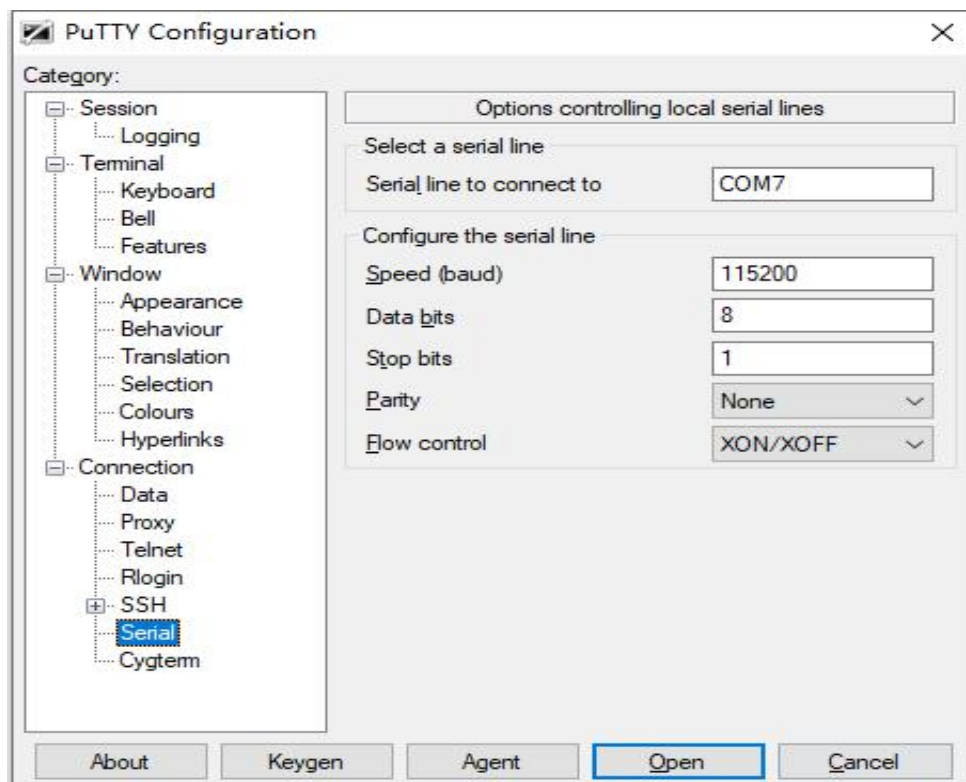 PuTTY Configuration
Category:
Session
Logging
Terminal
Keyboard
Bell
Features
Window
Appearance
Behaviour
Translation
Selection
Colours
Hyperlinks
Connection
Data
Proxy
Telnet
Rlogin
SSH
Serial
Cygterm
Options controlling local serial lines
Select a serial line
Serial line to connect to COM7
Configure the serial line
Speed (baud) 115200
Data bits 8
Stop bits 1
Parity None
Flow control XON/XOFF
About Keygen Agent Open Cancel